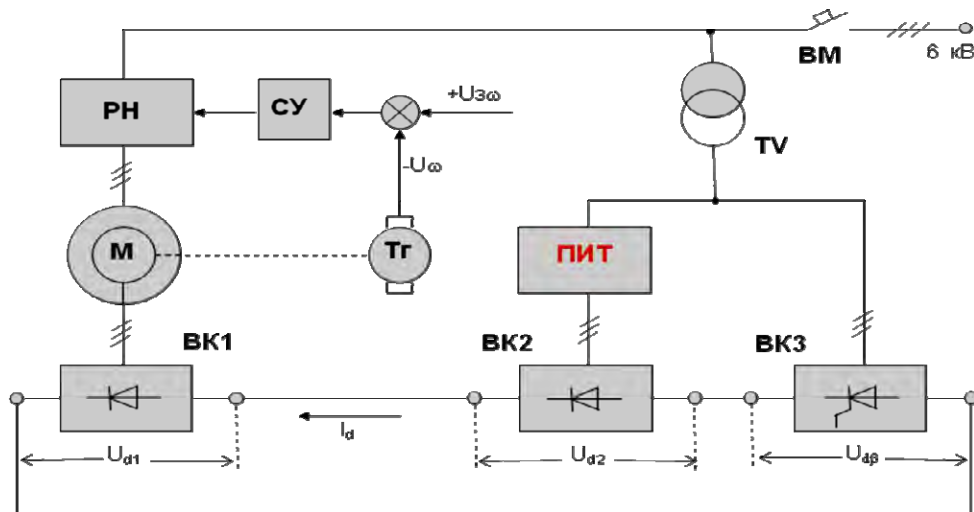 ВМ
6 кВ
РН
СУ
+Uзω
TV
-Uω
М
Тг
ПИТ
ВК1
ВК2
ВК3
Id
Ud1
Ud2
Udβ